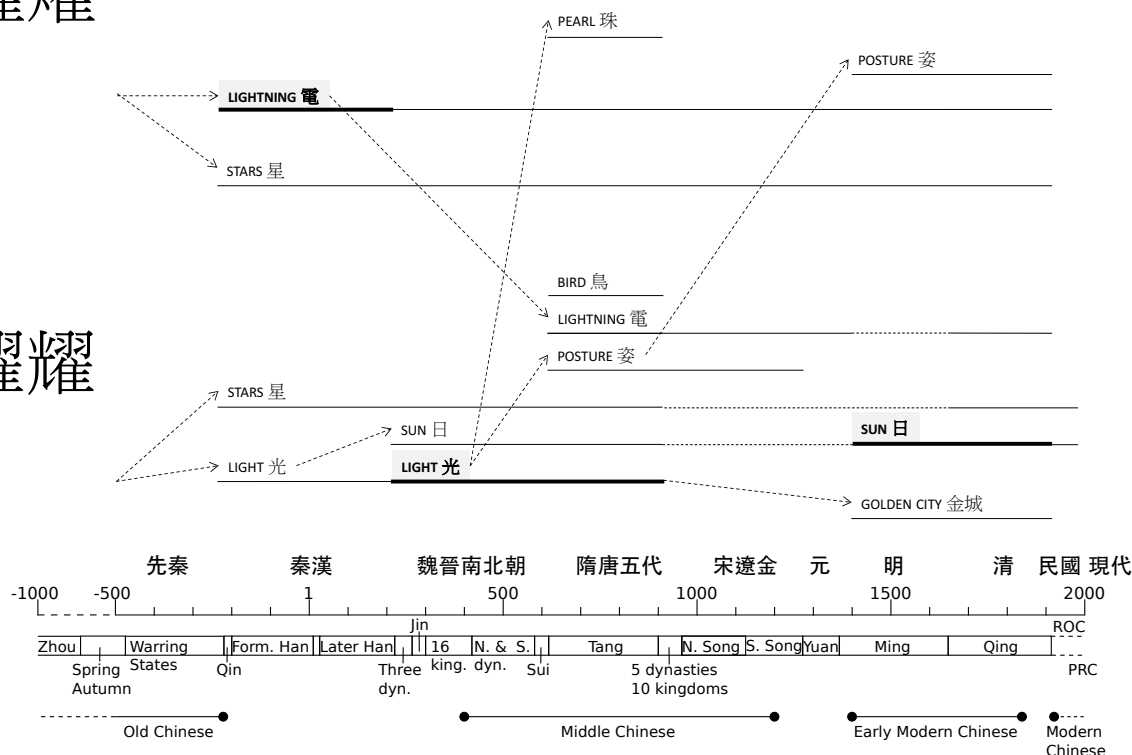 耀
PEARL 珠
POSTURE 姿
LIGHTNING 電
STARS 星
BIRD 鳥
LIGHTNING 電
耀
POSTURE 姿
STARS 星
SUN 日
SUN 日
LIGHT 光
LIGHT 光
GOLDEN CITY 金城
先秦 秦漢 魏晉南北朝 隋唐五代 宋遼金 元 明 清 民國 現代
-1000 -500 1 500 1000 1500 2000
Jin ROC
Zhou Warring States Form. Han Later Han 16 king. N. & S. dyn. Tang N. Song S. Song Yuan Ming Qing
Spring Autumn Qin Three dyn. Sui 5 dynasties 10 kingdoms PRC
Old Chinese Middle Chinese Early Modern Chinese Modern Chinese